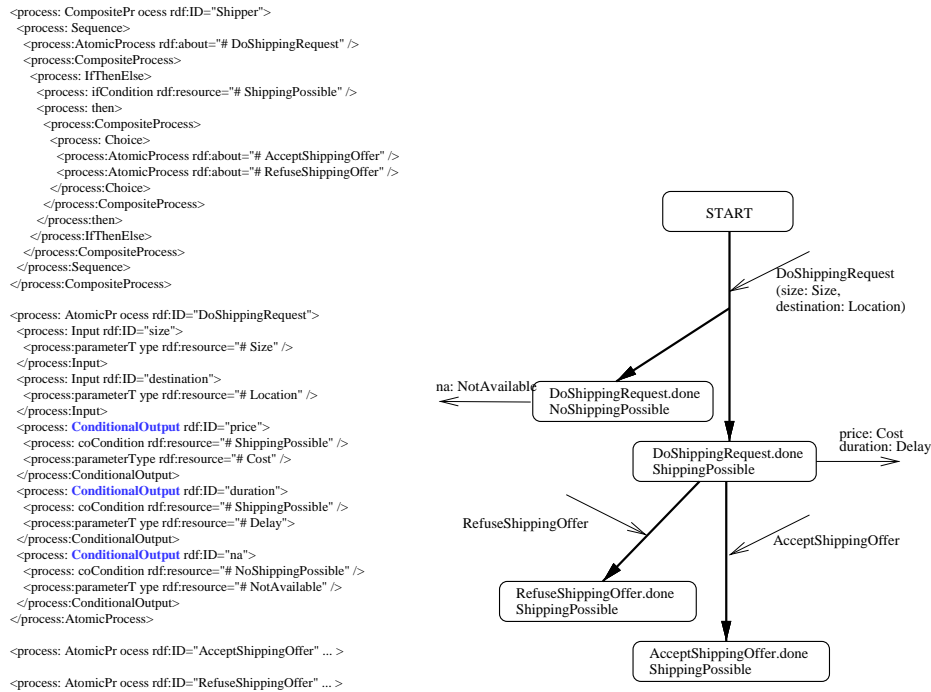 <process: CompositePr ocess rdf:ID="Shipper">
<process: Sequence>
<process:AtomicProcess rdf:about="# DoShippingRequest" />
<process:CompositeProcess>
<process: IfThenElse>
<process: ifCondition rdf:resource="# ShippingPossible" />
<process: then>
<process:CompositeProcess>
<process: Choice>
<process:AtomicProcess rdf:about="# AcceptShippingOffer" />
<process:AtomicProcess rdf:about="# RefuseShippingOffer" />
</process:Choice>
</process:CompositeProcess>
</process:then>
</process:IfThenElse>
</process:CompositeProcess>
</process:Sequence>
</process:CompositeProcess>
<process: AtomicPr ocess rdf:ID="DoShippingRequest">
<process: Input rdf:ID="size">
<process:parameterT ype rdf:resource="# Size" />
</process:Input>
<process: Input rdf:ID="destination">
<process:parameterT ype rdf:resource="# Location" />
</process:Input>
<process: ConditionalOutput rdf:ID="price">
<process: coCondition rdf:resource="# ShippingPossible" />
<process:parameterType rdf:resource="# Cost" />
</process:ConditionalOutput>
<process: ConditionalOutput rdf:ID="duration">
<process: coCondition rdf:resource="# ShippingPossible" />
<process:parameterT ype rdf:resource="# Delay">
</process:ConditionalOutput>
<process: ConditionalOutput rdf:ID="na">
<process: coCondition rdf:resource="# NoShippingPossible" />
<process:parameterT ype rdf:resource="# NotAvailable" />
</process:ConditionalOutput>
</process:AtomicProcess>
<process: AtomicPr ocess rdf:ID="AcceptShippingOffer" ... >
<process: AtomicPr ocess rdf:ID="RefuseShippingOffer" ... >
START
DoShippingRequest
(size: Size,
destination: Location)
na: NotAvailable
DoShippingRequest.done
NoShippingPossible
DoShippingRequest.done
ShippingPossible
price: Cost
duration: Delay
RefuseShippingOffer
AcceptShippingOffer
RefuseShippingOffer.done
ShippingPossible
AcceptShippingOffer.done
ShippingPossible